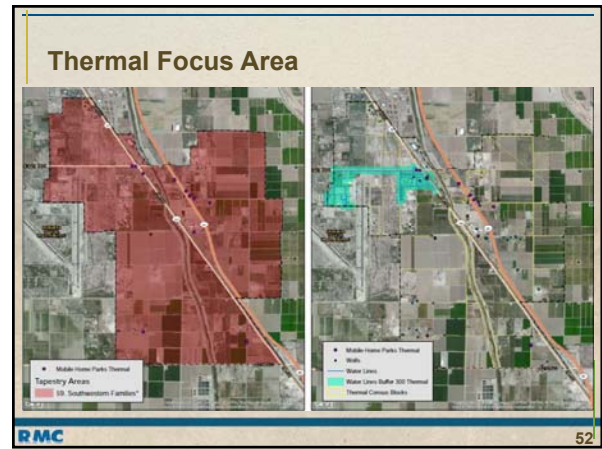 Thermal Focus Area
Mobile Home Parks Thermal
Tapestry Areas
59. Southwestern Families*
Mobile Home Parks Thermal
Wells
Water Lines
Water Lines Buffer 300 Thermal
Thermal Census Blocks
RMC
52